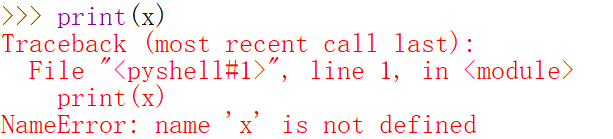 >>> print(x)
Traceback (most recent call last):
  File "<pyshell#1>", line 1, in <module>
    print(x)
NameError: name 'x' is not defined